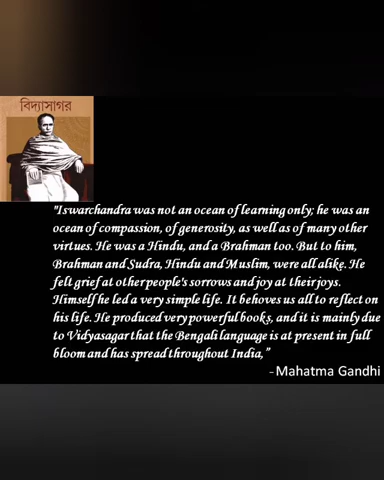 বিদ্যাসাগর
"Iswarchandra was not an ocean of learning only; he was an
ocean of compassion, of generosity, as well as of many other
virtues. He was a Hindu, and a Brahman too. But to him,
Brahman and Sudra, Hindu and Muslim, were all alike. He
felt grief at other people's sorrows and joy at their joys.
Himself he led a very simple life. It behoves us all to reflect on
his life. He produced very powerful books, and it is mainly due
to Vidyasagar that the Bengali language is at present in full
bloom and has spread throughout India,"
- Mahatma Gandhi